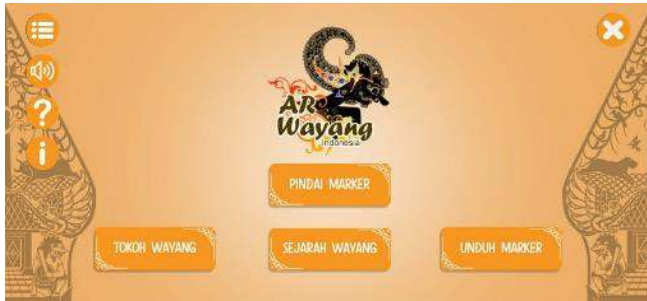 AR
Wayang
Indonesia
PINDAI MARKER
TOKOH WAYANG
SEJARAH WAYANG
UNDUH MARKER
?
i